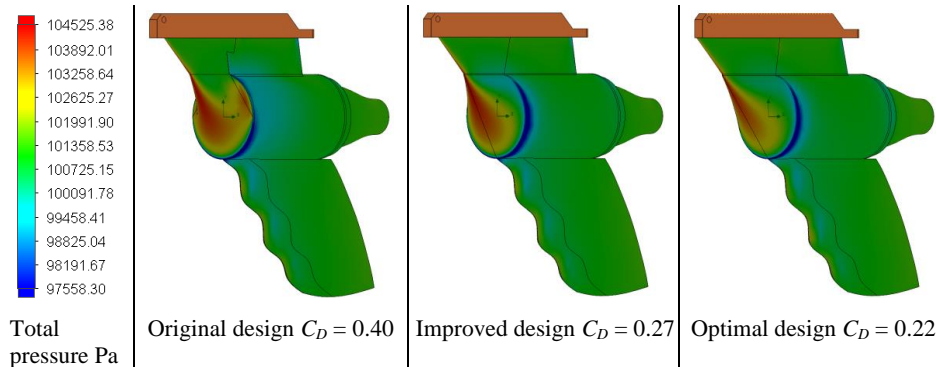 104525.38
103892.01
103258.64
102625.27
101991.90
101358.53
100725.15
100091.78
99458.41
98825.04
98191.67
97558.30
Total
pressure Pa
Original design C_D = 0.40
Improved design C_D = 0.27
Optimal design C_D = 0.22